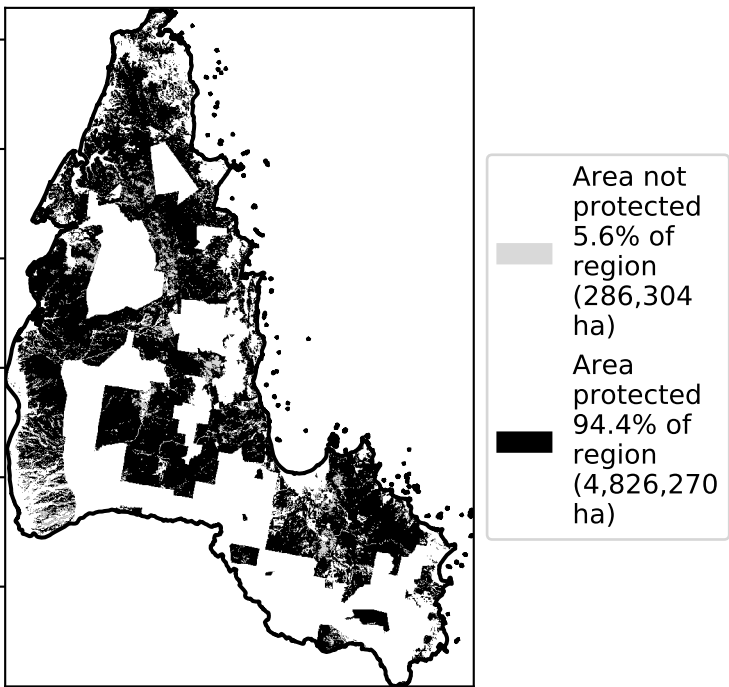 Area not
protected
5.6% of
region
(286,304
ha)
Area
protected
94.4% of
region
(4,826,270
ha)